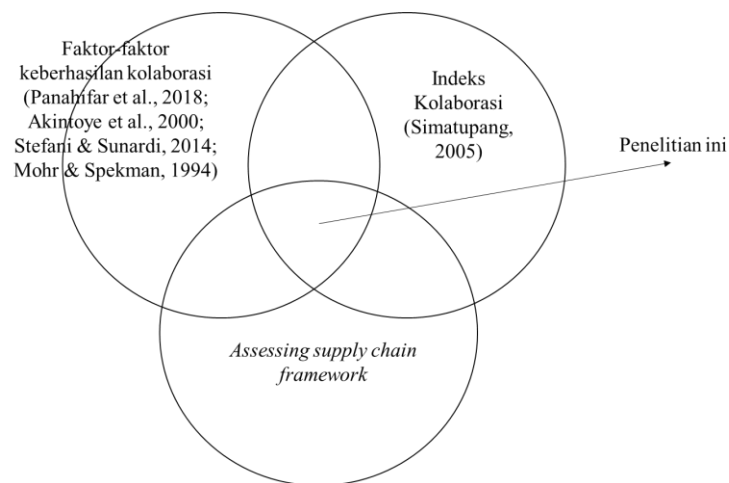 Faktor-faktor
keberhasilan kolaborasi
(Panahifar et al., 2018;
Akintoye et al., 2000;
Stefani & Sunardi, 2014;
Mohr & Spekman, 1994)
Indeks
Kolaborasi
(Simatupang,
2005)
Penelitian ini
Assessing supply chain
framework